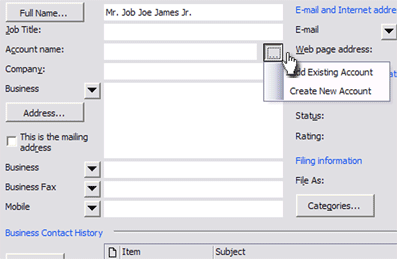 Full Name...
Mr. Job Joe James Jr.
E-mail and Internet addre
Job Title:
E-mail
Account name:
...
Web page address:
Company:
dd Existing Account
Create New Account
Business
Address...
Status:
This is the mailing
address
Rating:
Filing information
Business
Business Fax
File As:
Mobile
Categories...
Business Contact History
Item
Subject